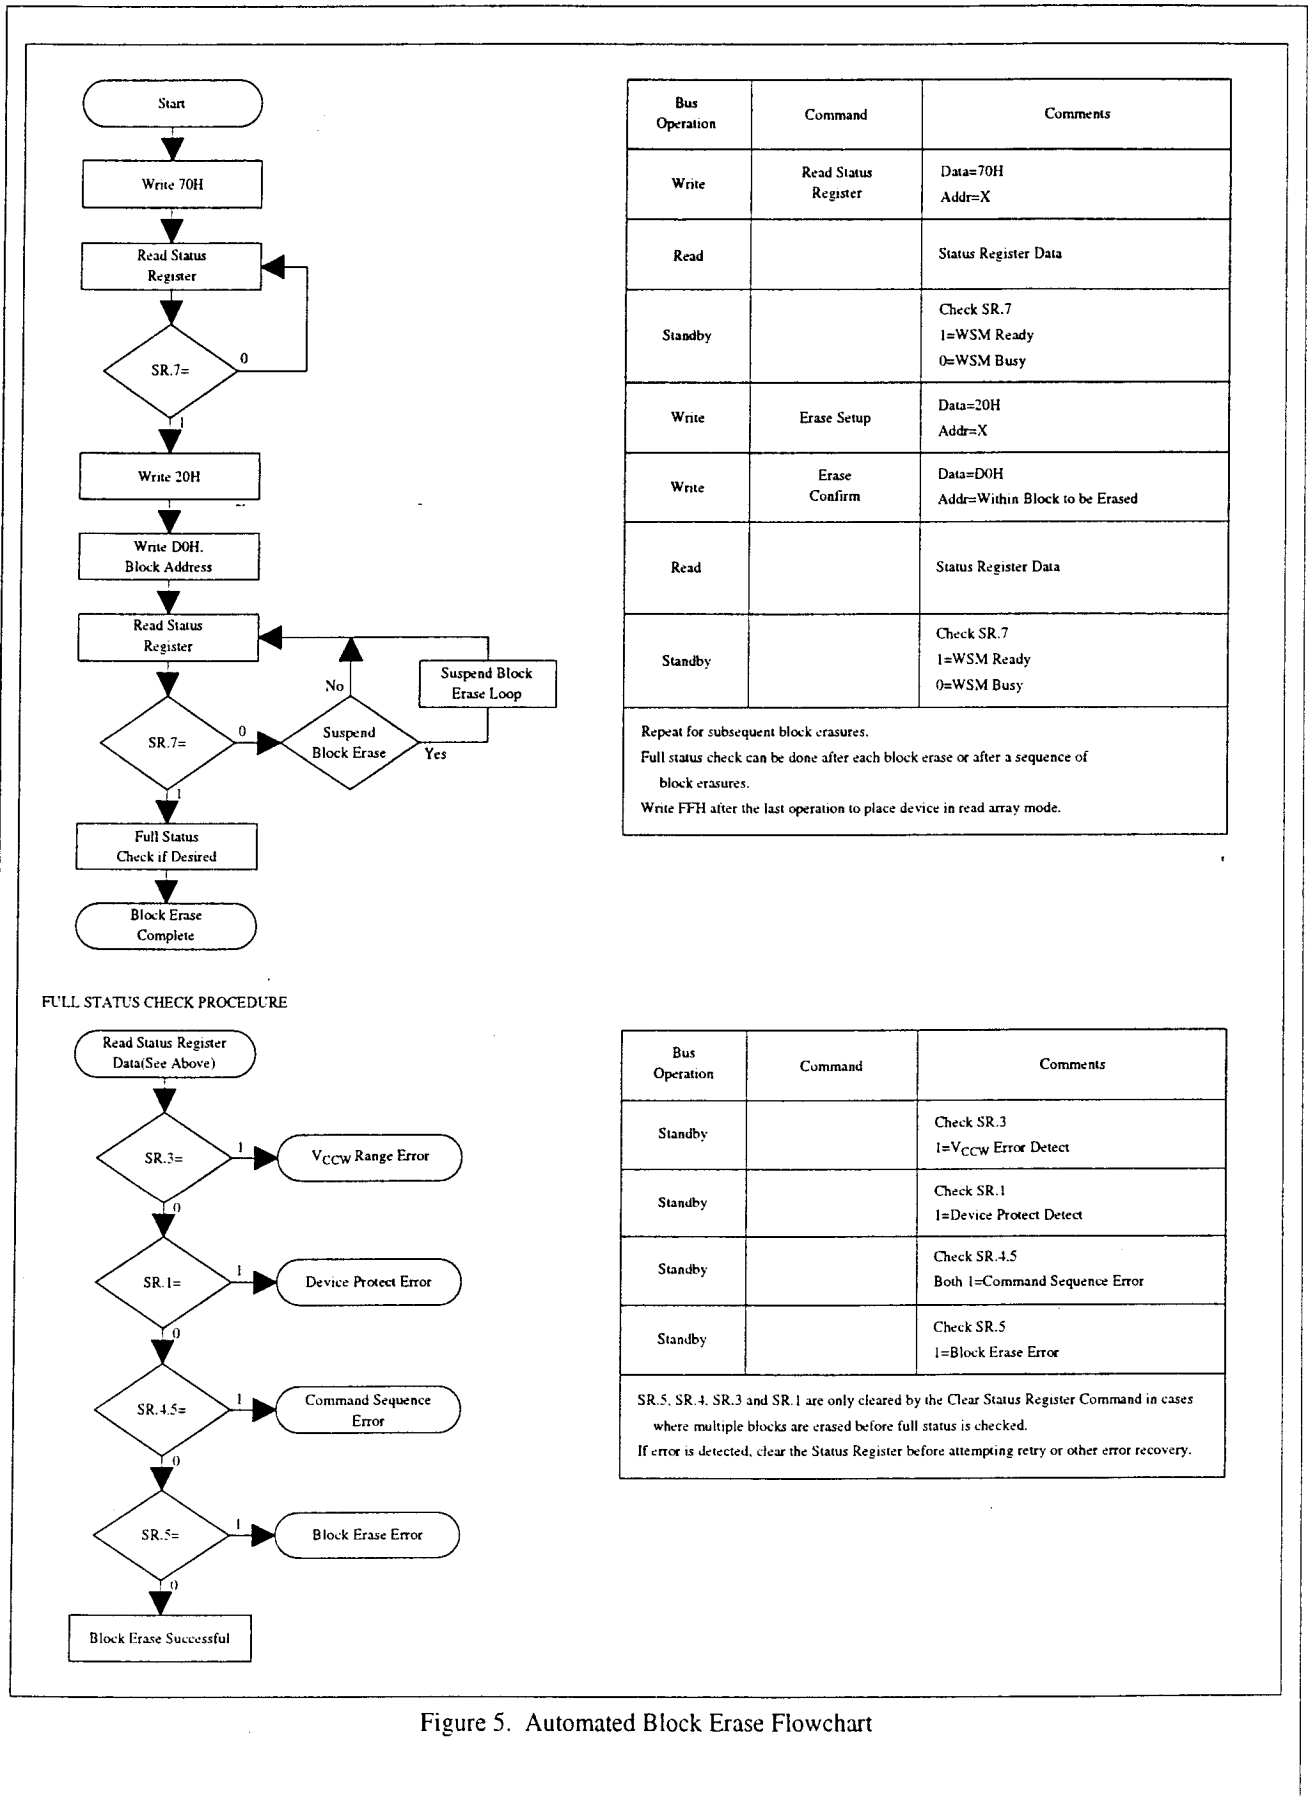 Start
Write 70H
Read Status
Register
SR.7=
0
1
Write 20H
Write D0H.
Block Address
Read Status
Register
SR.7=
0
1
Suspend
Block Erase
No
Yes
Suspend Block
Erase Loop
Full Status
Check if Desired
Block Erase
Complete
Bus
Operation
Command
Comments
Write
Read Status
Register
Data=70H
Addr=X
Read
Status Register Data
Standby
Check SR.7
1=WSM Ready
0=WSM Busy
Write
Erase Setup
Data=20H
Addr=X
Write
Erase
Confirm
Data=D0H
Addr=Within Block to be Erased
Read
Status Register Data
Standby
Check SR.7
1=WSM Ready
0=WSM Busy
Repeat for subsequent block erasures.
Full status check can be done after each block erase or after a sequence of
block erasures.
Write FFH after the last operation to place device in read array mode.
FULL STATUS CHECK PROCEDURE
Read Status Register
Data(See Above)
SR.3=
1
VCCW Range Error
0
SR.1=
1
Device Protect Error
0
SR.4.5=
1
Command Sequence
Error
0
SR.5=
1
Block Erase Error
0
Block Erase Successful
Bus
Operation
Command
Comments
Standby
Check SR.3
1=VCCW Error Detect
Standby
Check SR.1
1=Device Protect Detect
Standby
Check SR.4.5
Both 1=Command Sequence Error
Standby
Check SR.5
1=Block Erase Error
SR.5, SR.4, SR.3 and SR.1 are only cleared by the Clear Status Register Command in cases
where multiple blocks are erased before full status is checked.
If error is detected, clear the Status Register before attempting retry or other error recovery.
Figure 5. Automated Block Erase Flowchart